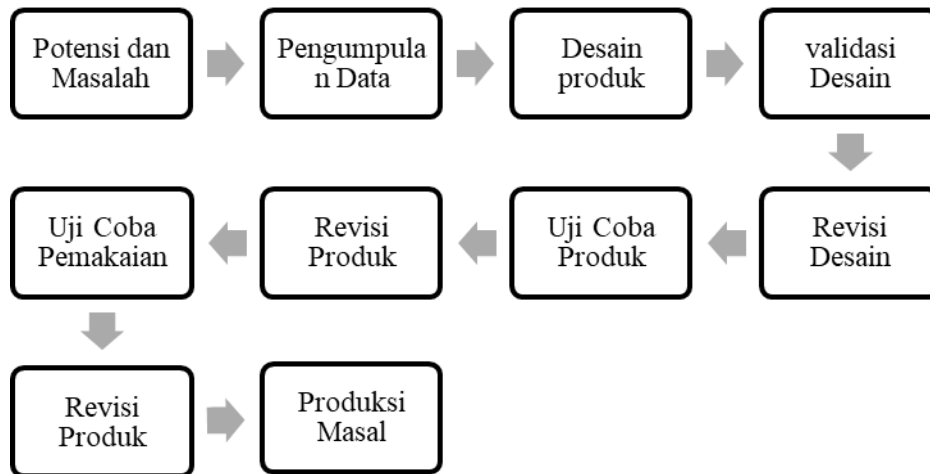 Potensi dan
Masalah
Pengumpula
n Data
Desain
produk
validasi
Desain
Revisi
Desain
Uji Coba
Produk
Revisi
Produk
Uji Coba
Pemakaian
Revisi
Produk
Produksi
Masal